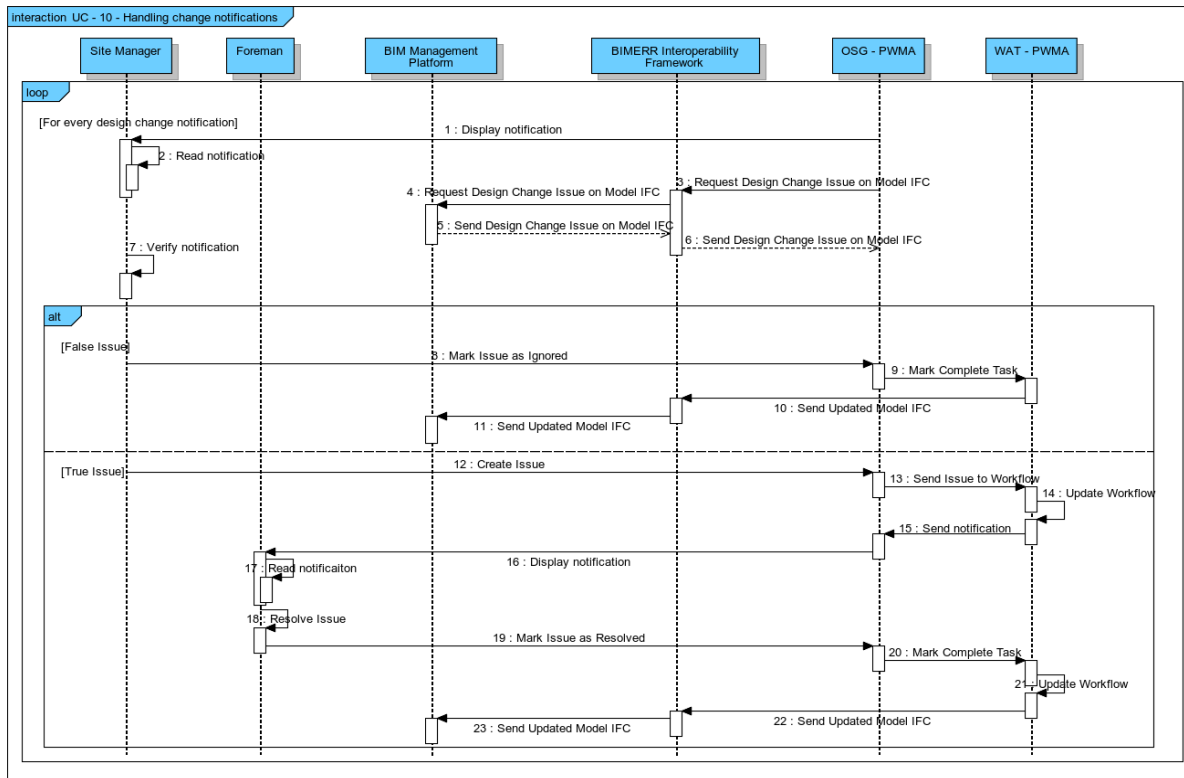 interaction UC - 10 - Handling change notifications
Site Manager
Foreman
BIM Management
Platform
BIMERR Interoperability
Framework
OSG - PWMA
WAT - PWMA
loop
[For every design change notification]
1 : Display notification
2 : Read notification
3 : Request Design Change Issue on Model IFC
4 : Request Design Change Issue on Model IFC
5 : Send Design Change Issue on Model IFC
6 : Send Design Change Issue on Model IFC
7 : Verify notification
alt
[False Issue]
8 : Mark Issue as Ignored
9 : Mark Complete Task
10 : Send Updated Model IFC
11 : Send Updated Model IFC
[True Issue]
12 : Create Issue
13 : Send Issue to Workflow
14 : Update Workflow
15 : Send notification
16 : Display notification
17 : Read notificaiton
18 : Resolve Issue
19 : Mark Issue as Resolved
20 : Mark Complete Task
21 : Update Workflow
22 : Send Updated Model IFC
23 : Send Updated Model IFC